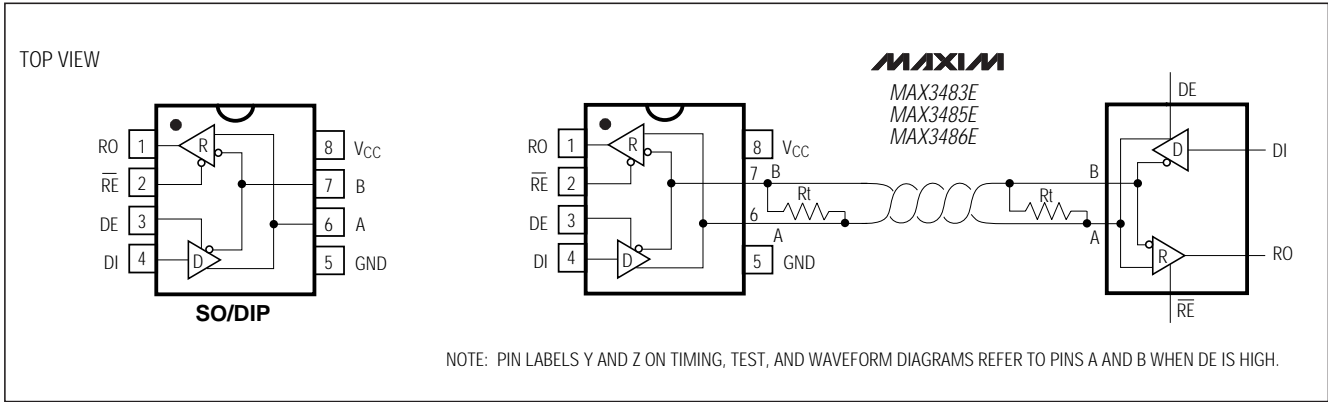 TOP VIEW
MAXIM
MAX3483E
MAX3485E
MAX3486E
RO 1
R̅E̅ 2
DE 3
DI 4
R
D
8 VCC
7 B
6 A
5 GND
SO/DIP
RO 1
R̅E̅ 2
DE 3
DI 4
R
D
8 VCC
7 B
6
A
5 GND
Rt
Rt
B
A
DE
D
DI
R
RO
R̅E̅
NOTE: PIN LABELS Y AND Z ON TIMING, TEST, AND WAVEFORM DIAGRAMS REFER TO PINS A AND B WHEN DE IS HIGH.